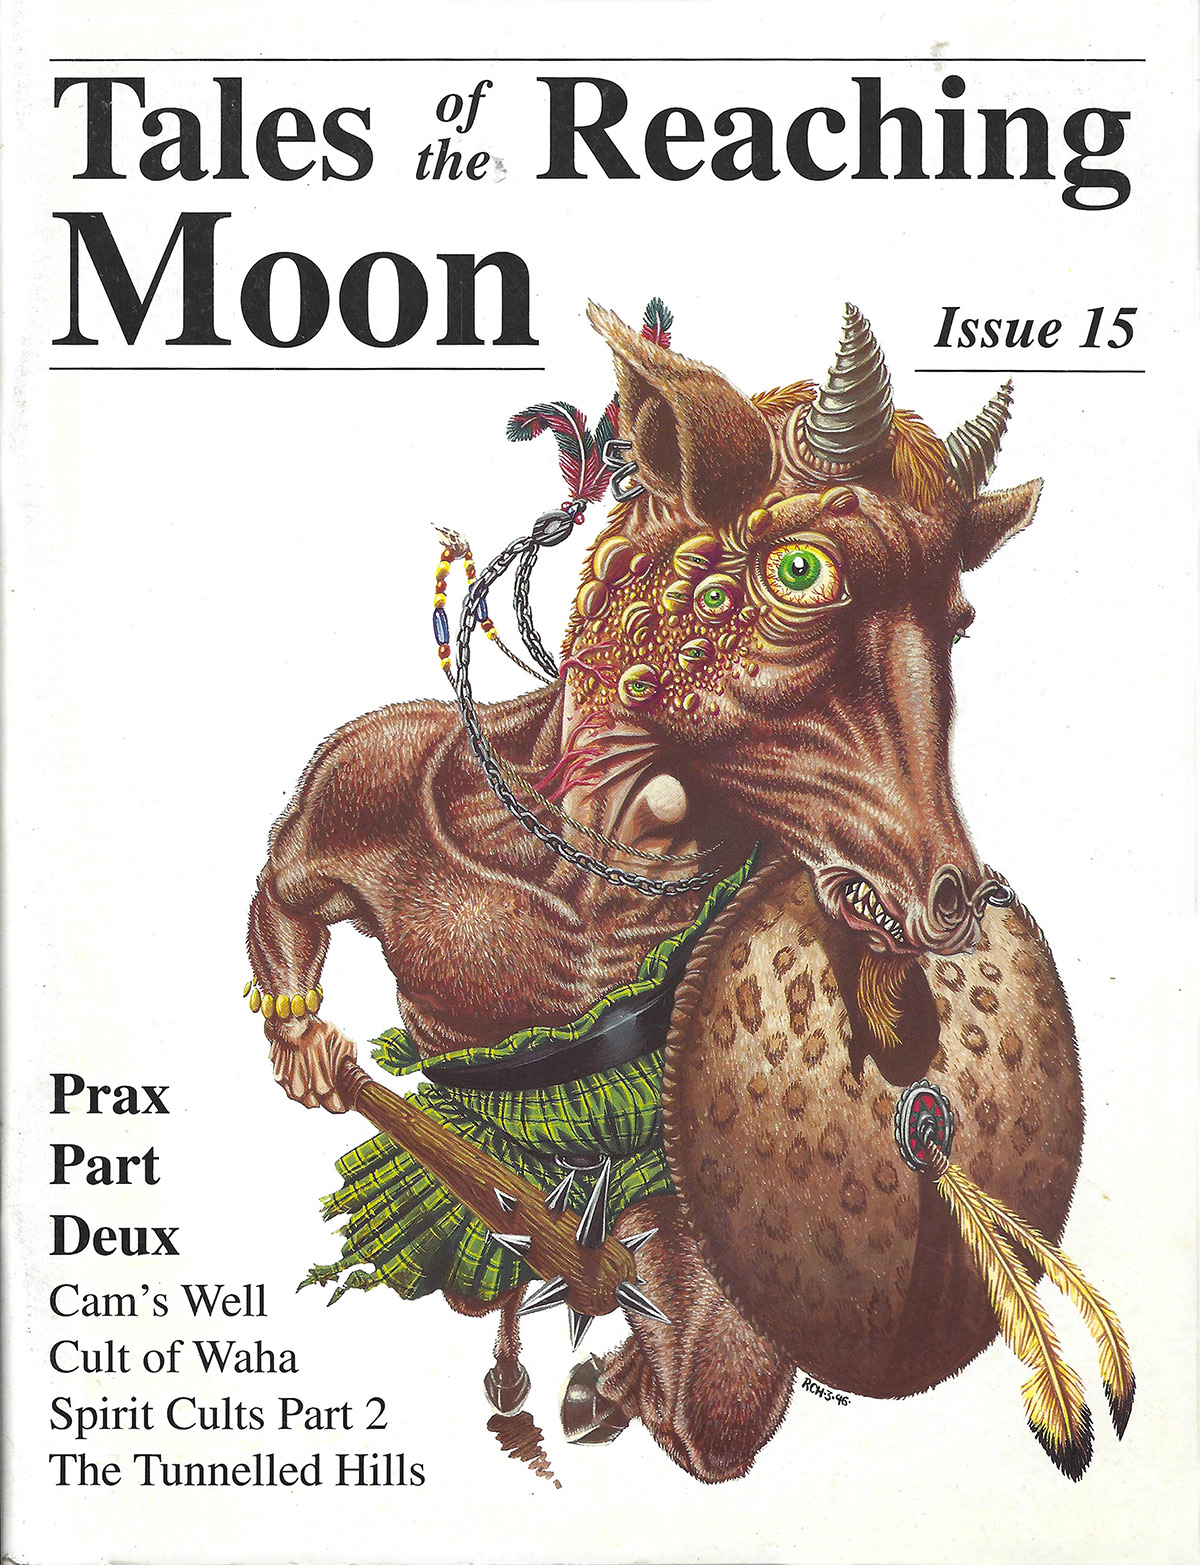 Tales of the Reaching
Moon
Issue 15
Prax
Part
Deux
Cam's Well
Cult of Waha
Spirit Cults Part 2
The Tunnelled Hills
RCH-3-96.